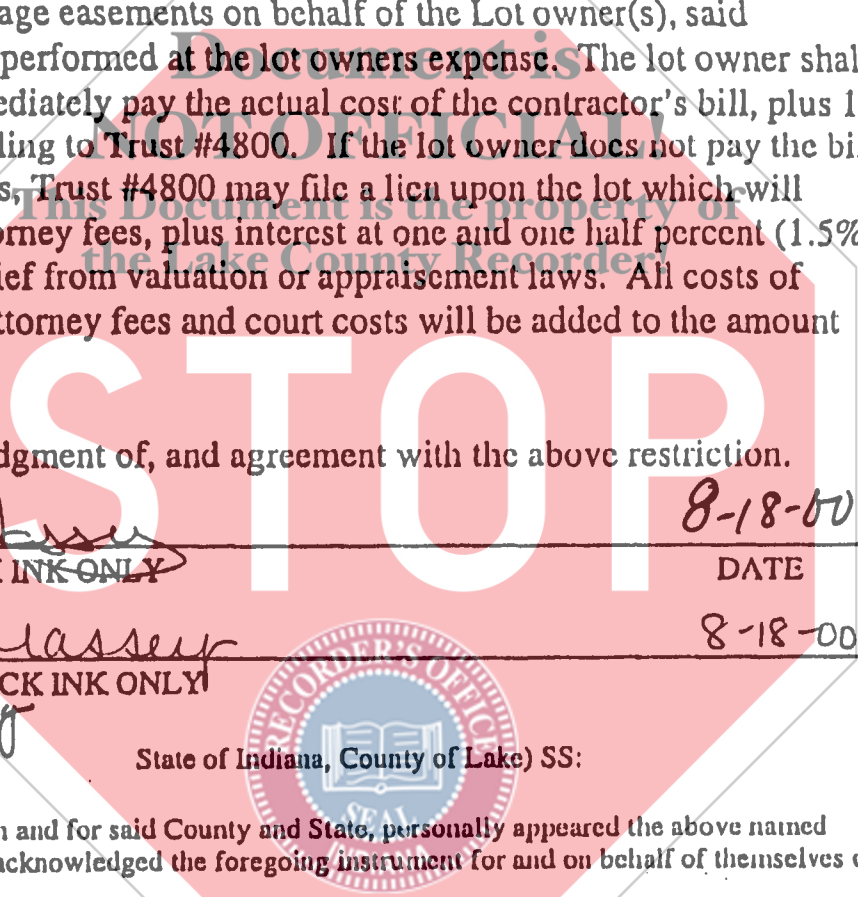 age easements on behalf of the Lot owner(s), said
Document is
performed at the lot owners expense. The lot owner shal
ediately pay the actual cost of the contractor's bill, plus 1
NOT OFFICIAL!
ling to Trust #4800. If the lot owner does not pay the bi
s, Trust #4800 may file a lien upon the lot which will
This Document is the property of
orney fees, plus interest at one and one half percent (1.5%
the Lake County Recorder!
ief from valuation or appraisement laws. All costs of
ttorney fees and court costs will be added to the amount
STOP
dgment of, and agreement with the above restriction.
8-18-00
INK ONLY
DATE
assey
8-18-00
CK INK ONLY
RECORDER'S OFFICE
State of Indiana, County of Lake) SS:
SEAL
INDIANA
n and for said County and State, personally appeared the above named
acknowledged the foregoing instrument for and on behalf of themselves